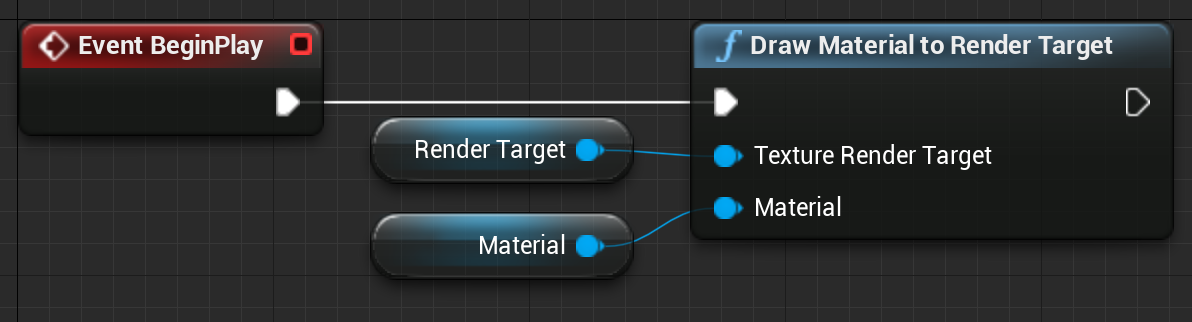 Event BeginPlay
Draw Material to Render Target
Render Target
Texture Render Target
Material
Material